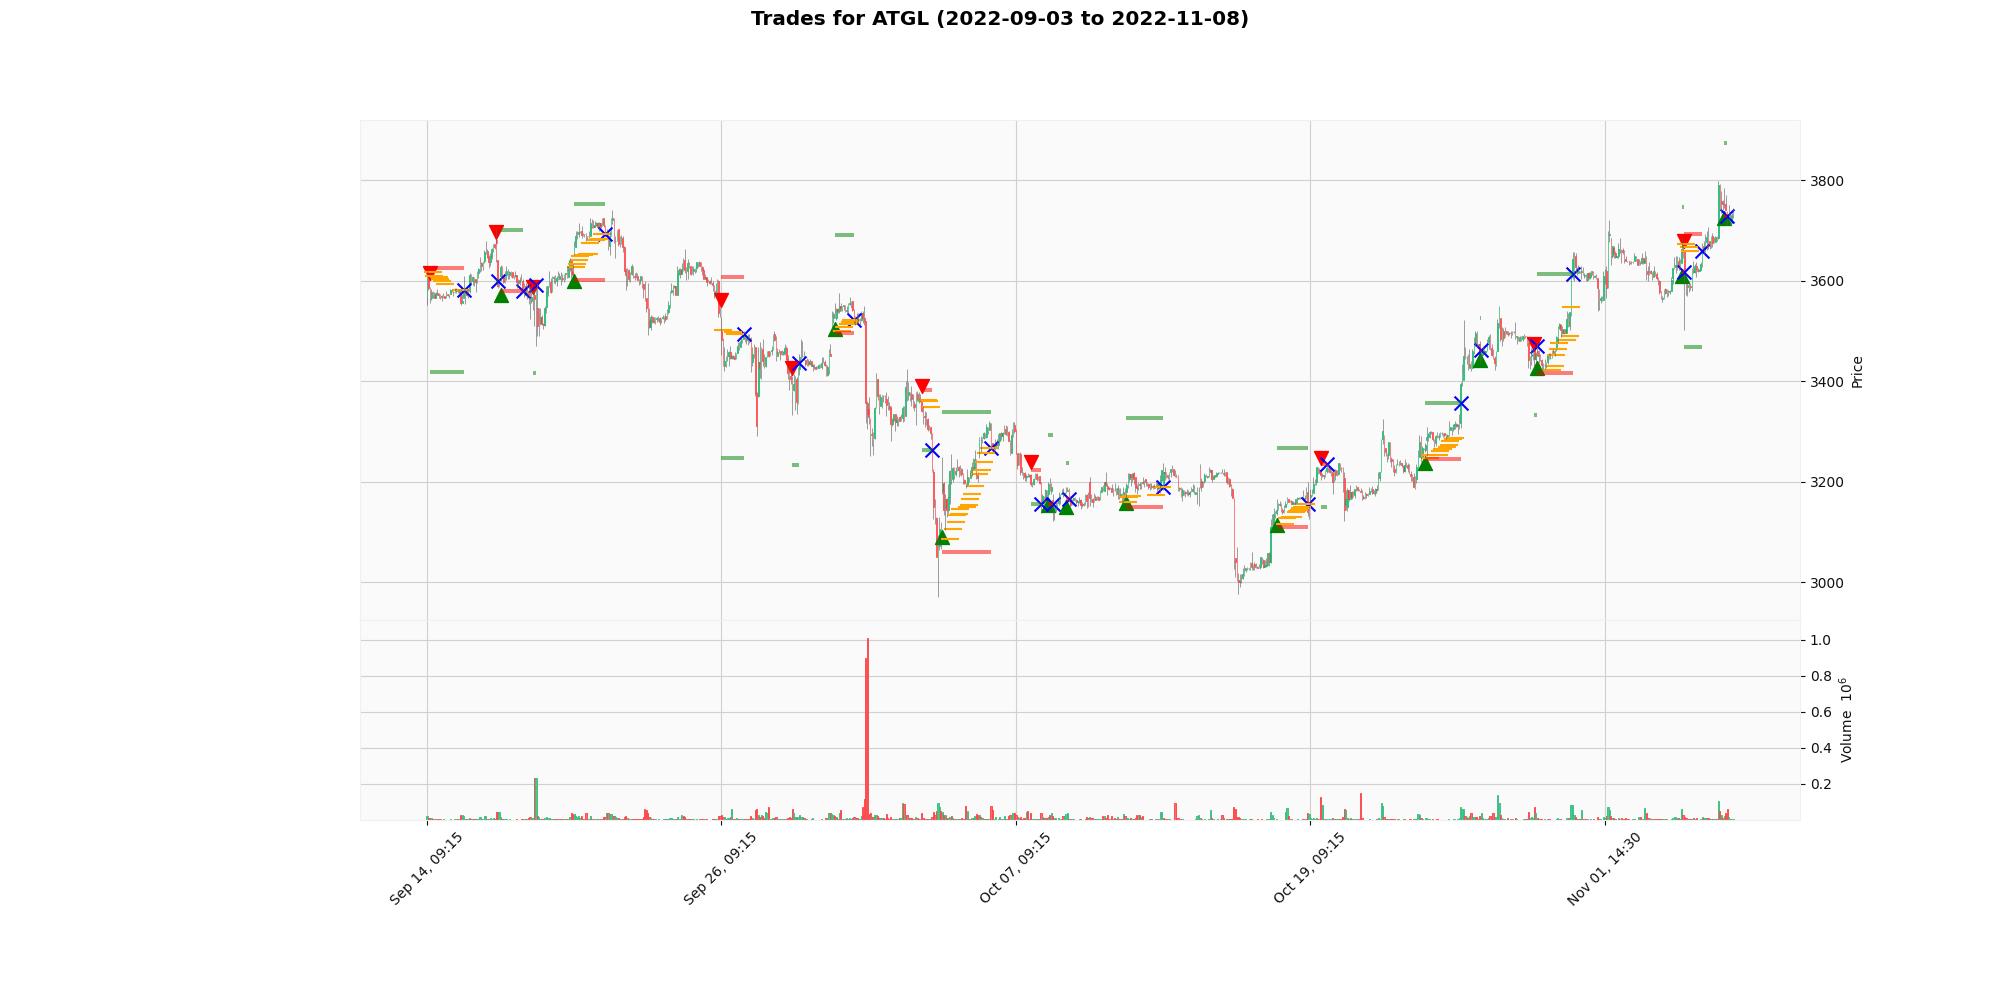 Trades for ATGL (2022-09-03 to 2022-11-08)
3800
3600
3400
3200
3000
Price
1.0
0.8
0.6
0.4
0.2
Volume 10^6
Sep 14, 09:15
Sep 26, 09:15
Oct 07, 09:15
Oct 19, 09:15
Nov 01, 14:30